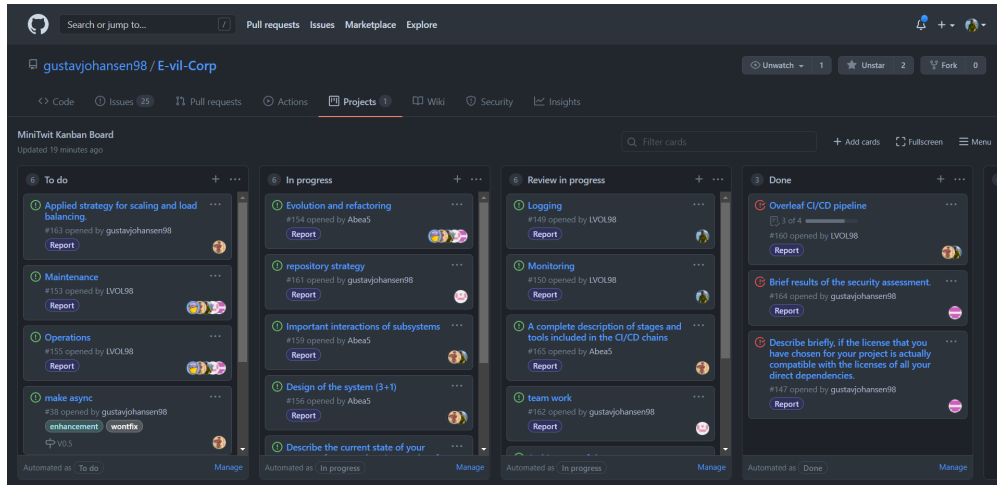 Search or jump to... / Pull requests Issues Marketplace Explore
gustavjohansen98 / E-vil-Corp Unwatch 1 Unstar 2 Fork 0
Code Issues 25 Pull requests Actions Projects 1 Wiki Security Insights
MiniTwit Kanban Board
Updated 19 minutes ago
Filter cards + Add cards Fullscreen Menu
6 To do
Applied strategy for scaling and load
balancing.
#163 opened by gustavjohansen98
Report
Maintenance
#153 opened by LVOL98
Report
Operations
#155 opened by LVOL98
Report
make async
#38 opened by gustavjohansen98
enhancement wontfix
V0.5
Automated as To do Manage
6 In progress
Evolution and refactoring
#154 opened by Abea5
Report
repository strategy
#161 opened by gustavjohansen98
Report
Important interactions of subsystems
#159 opened by Abea5
Report
Design of the system (3+1)
#156 opened by Abea5
Report
Describe the current state of your
Automated as In progress Manage
6 Review in progress
Logging
#149 opened by LVOL98
Report
Monitoring
#150 opened by LVOL98
Report
A complete description of stages and
tools included in the CI/CD chains
#165 opened by Abea5
Report
team work
#162 opened by gustavjohansen98
Report
Automated as In progress Manage
3 Done
Overleaf CI/CD pipeline
3 of 4
#160 opened by LVOL98
Report
Brief results of the security assessment.
#164 opened by gustavjohansen98
Report
Describe briefly, if the license that you
have chosen for your project is actually
compatible with the licenses of all your
direct dependencies.
#147 opened by gustavjohansen98
Report
Automated as Done Manage